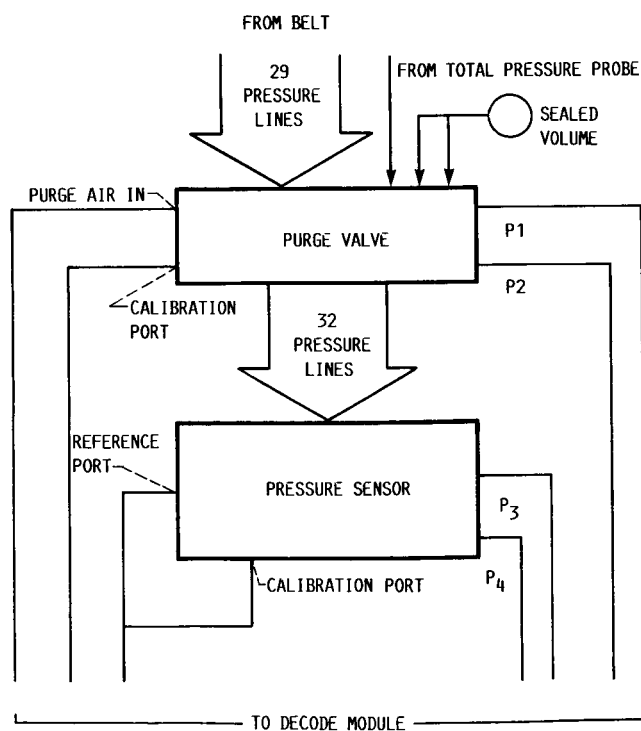 FROM BELT
29
PRESSURE
LINES
FROM TOTAL PRESSURE PROBE
SEALED
VOLUME
PURGE AIR IN
PURGE VALVE
P1
P2
CALIBRATION
PORT
32
PRESSURE
LINES
REFERENCE
PORT
PRESSURE SENSOR
P3
P4
CALIBRATION PORT
TO DECODE MODULE